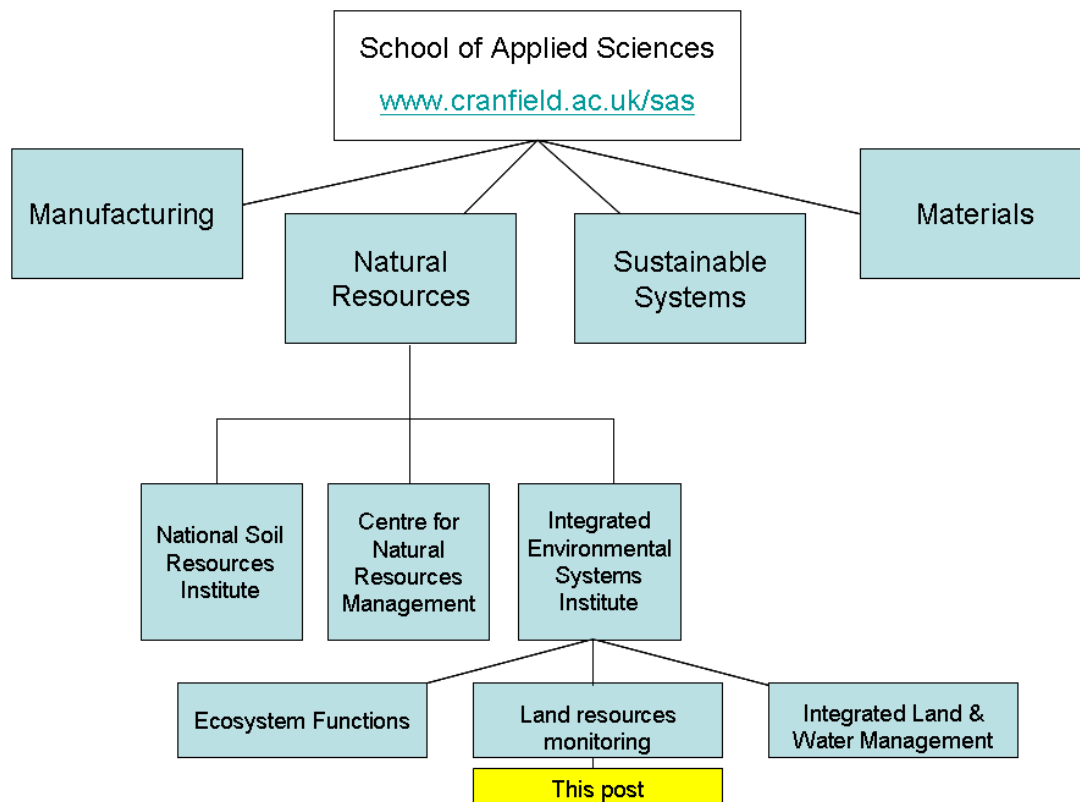 School of Applied Sciences
www.cranfield.ac.uk/sas
Manufacturing
Natural
Resources
Sustainable
Systems
Materials
National Soil
Resources
Institute
Centre for
Natural
Resources
Management
Integrated
Environmental
Systems
Institute
Ecosystem Functions
Land resources
monitoring
Integrated Land &
Water Management
This post